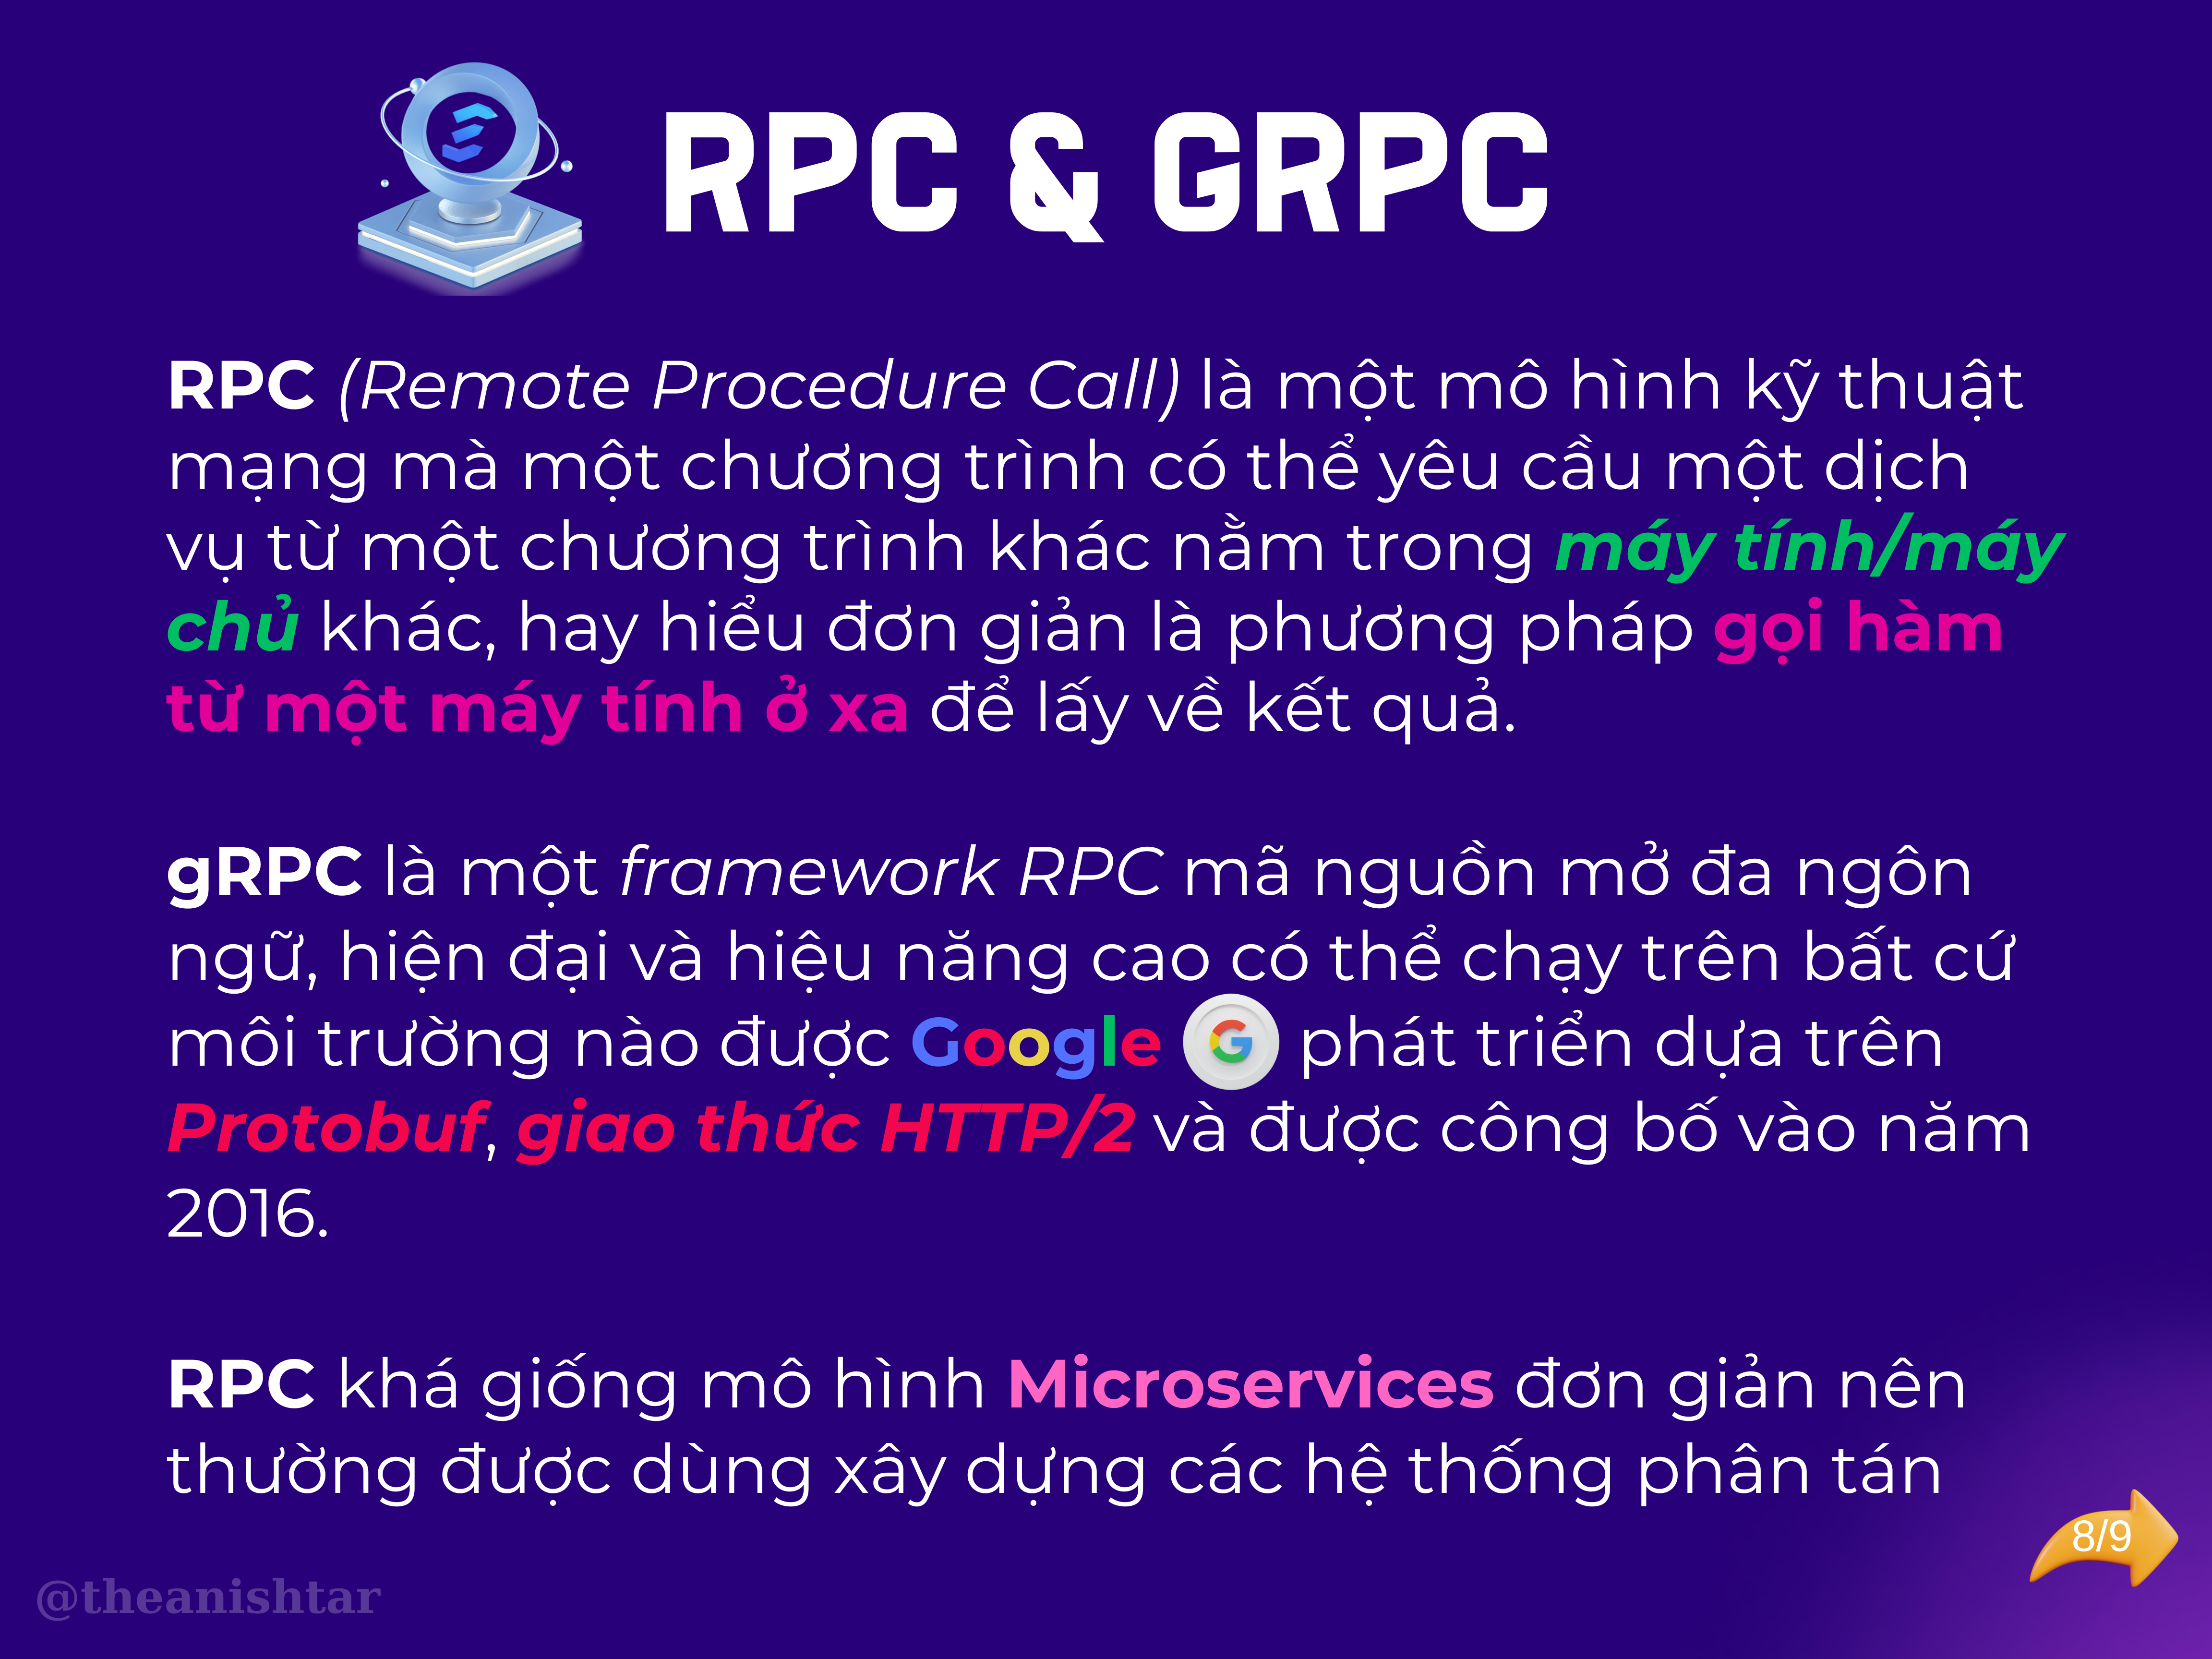 RPC & GRPC
RPC (Remote Procedure Call) là một mô hình kỹ thuật
mạng mà một chương trình có thể yêu cầu một dịch
vụ từ một chương trình khác nằm trong máy tính/máy
chủ khác, hay hiểu đơn giản là phương pháp gọi hàm
từ một máy tính ở xa để lấy về kết quả.
gRPC là một framework RPC mã nguồn mở đa ngôn
ngữ, hiện đại và hiệu năng cao có thể chạy trên bất cứ
môi trường nào được Google G phát triển dựa trên
Protobuf, giao thức HTTP/2 và được công bố vào năm
2016.
RPC khá giống mô hình Microservices đơn giản nên
thường được dùng xây dựng các hệ thống phân tán
8/9
@theanishtar